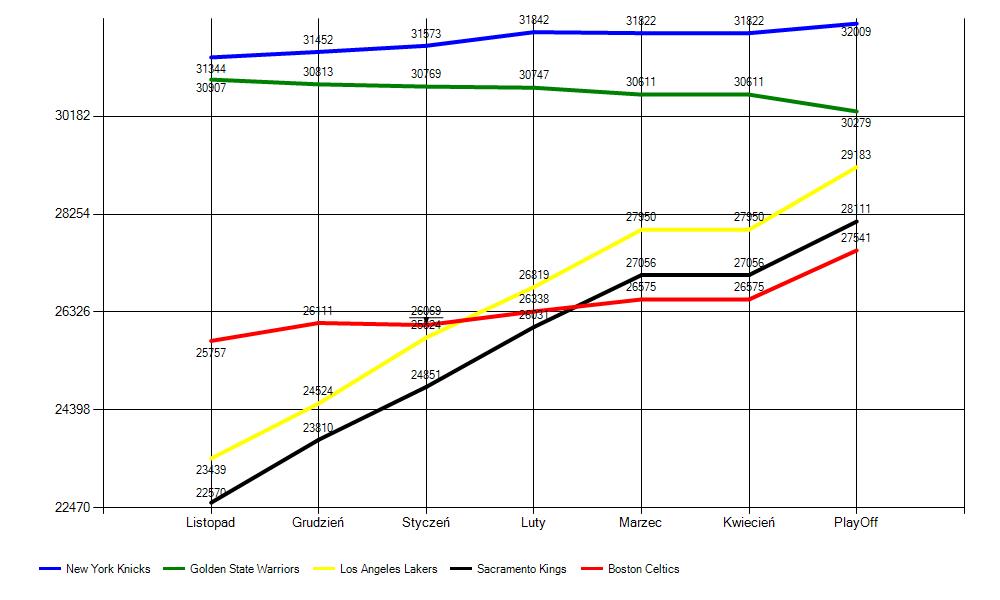 31842 31822 31822
31452 31573 32009
31344 30813 30769 30747 30611 30611
30907
30182 30279
29183
28254 27950 27950 28111
27056 27056 27541
26819 26575 26575
26326 26111 26069 26338
26031
25757
24851
24524
24398 23810
23439
22570
22470
Listopad Grudzień Styczeń Luty Marzec Kwiecień PlayOff
New York Knicks Golden State Warriors Los Angeles Lakers Sacramento Kings Boston Celtics